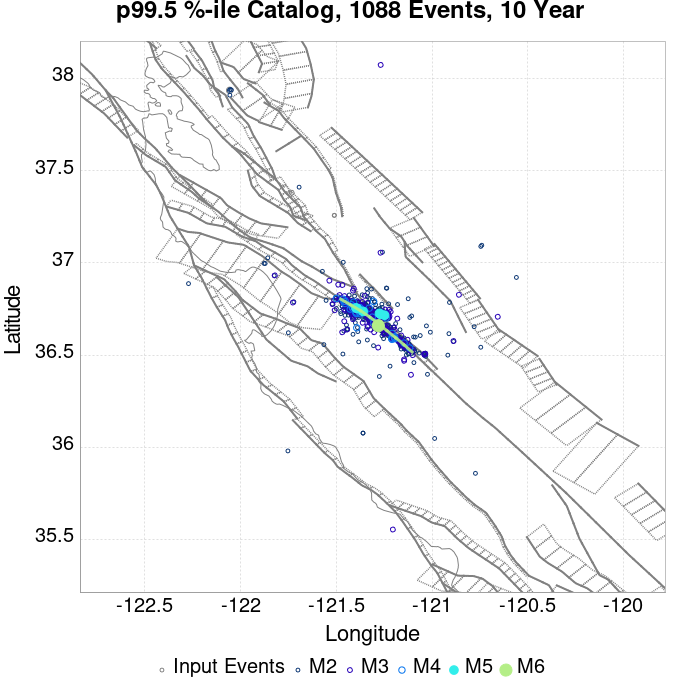 p99.5 %-ile Catalog, 1088 Events, 10 Year
38
37.5
37
36.5
36
35.5
Latitude
-122.5 -122 -121.5 -121 -120.5 -120
Longitude
Input Events M2 M3 M4 M5 M6